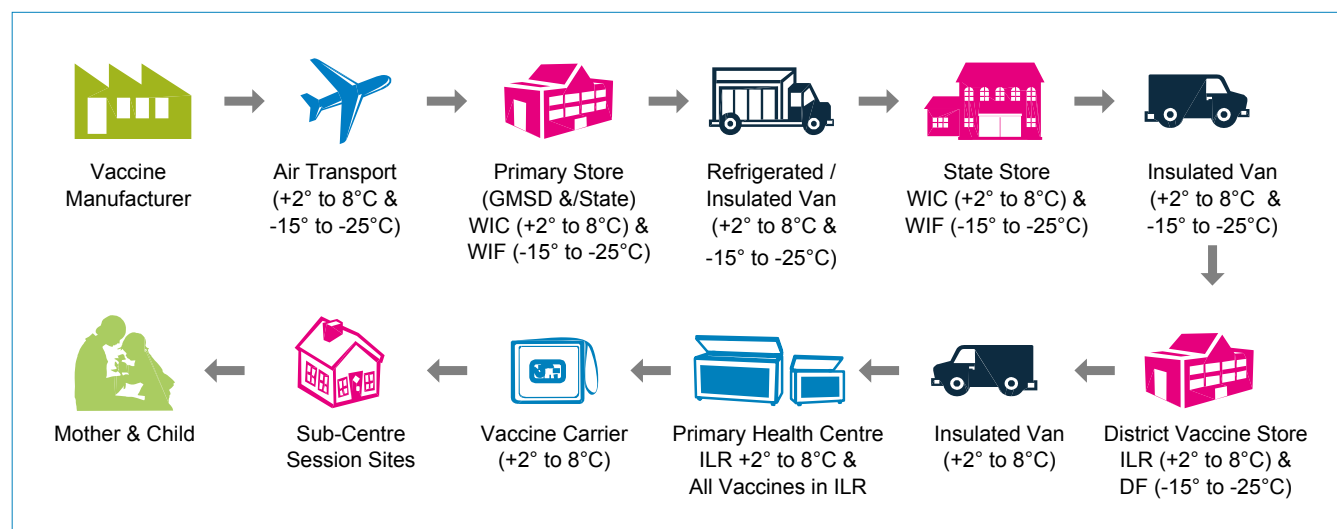 Vaccine
Manufacturer
Air Transport
(+2° to 8°C &
-15° to -25°C)
Primary Store
(GMSD &/State)
WIC (+2° to 8°C) &
WIF (-15° to -25°C)
Refrigerated /
Insulated Van
(+2° to 8°C &
-15° to -25°C)
State Store
WIC (+2° to 8°C) &
WIF (-15° to -25°C)
Insulated Van
(+2° to 8°C &
-15° to -25°C)
Mother & Child
Sub-Centre
Session Sites
Vaccine Carrier
(+2° to 8°C)
Primary Health Centre
ILR +2° to 8°C &
All Vaccines in ILR
Insulated Van
(+2° to 8°C)
District Vaccine Store
ILR (+2° to 8°C) &
DF (-15° to -25°C)